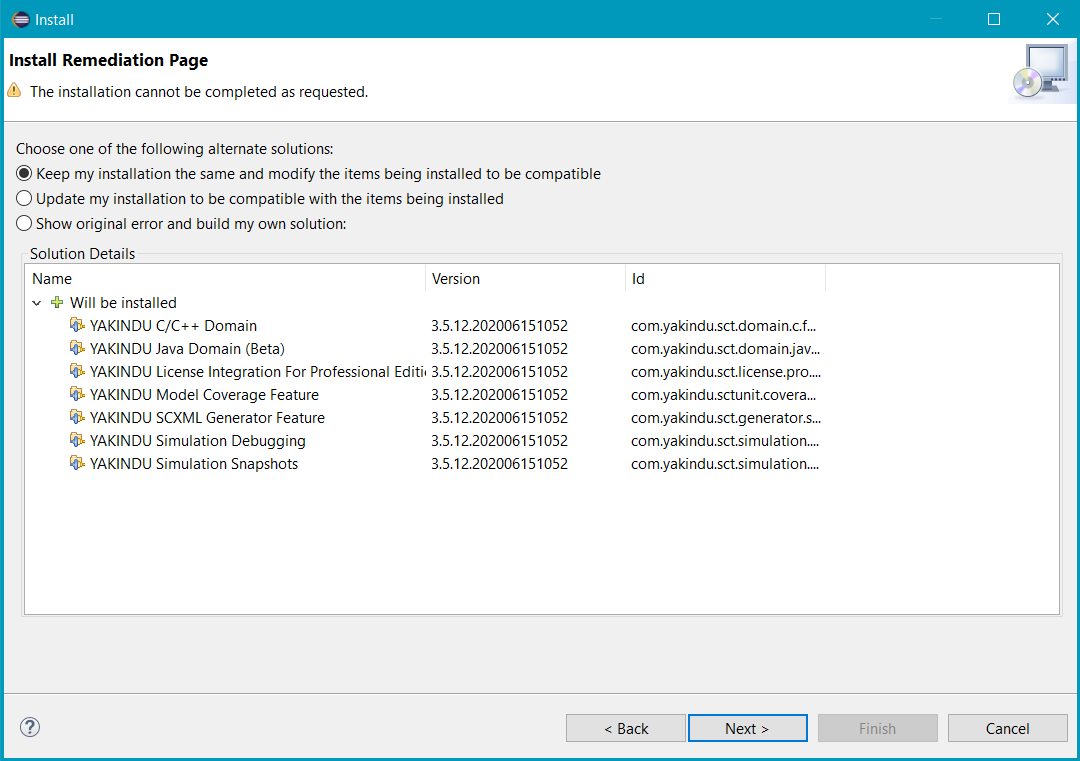 Install
Install Remediation Page
The installation cannot be completed as requested.
Choose one of the following alternate solutions:
Keep my installation the same and modify the items being installed to be compatible
Update my installation to be compatible with the items being installed
Show original error and build my own solution:
Solution Details
Name Version Id
Will be installed
YAKINDU C/C++ Domain 3.5.12.202006151052 com.yakindu.sct.domain.c.f...
YAKINDU Java Domain (Beta) 3.5.12.202006151052 com.yakindu.sct.domain.jav...
YAKINDU License Integration For Professional Editi 3.5.12.202006151052 com.yakindu.sct.license.pro....
YAKINDU Model Coverage Feature 3.5.12.202006151052 com.yakindu.sctunit.covera...
YAKINDU SCXML Generator Feature 3.5.12.202006151052 com.yakindu.sct.generator.s...
YAKINDU Simulation Debugging 3.5.12.202006151052 com.yakindu.sct.simulation....
YAKINDU Simulation Snapshots 3.5.12.202006151052 com.yakindu.sct.simulation....
? < Back Next > Finish Cancel